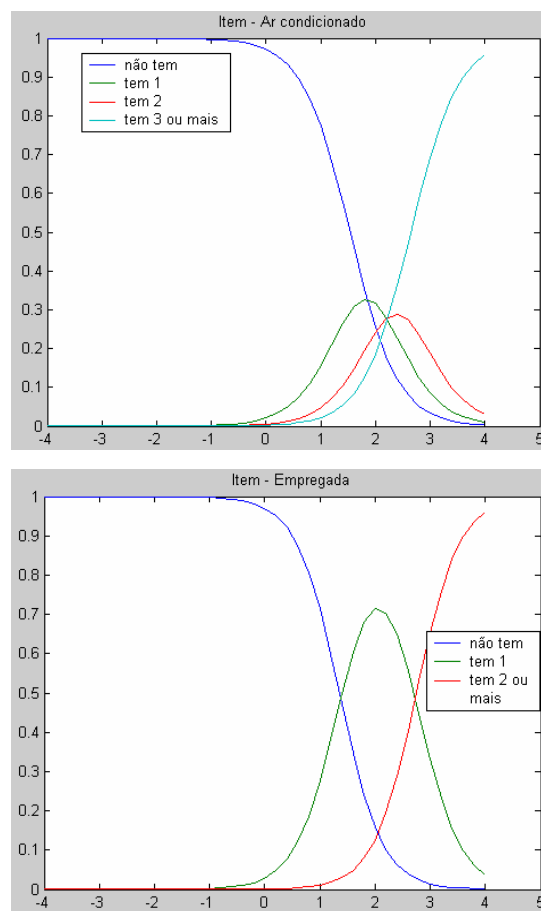 Item - Ar condicionado
1
0.9
0.8
0.7
0.6
0.5
0.4
0.3
0.2
0.1
0
não tem
tem 1
tem 2
tem 3 ou mais
-4 -3 -2 -1 0 1 2 3 4 5
Item - Empregada
1
0.9
0.8
0.7
0.6
0.5
0.4
0.3
0.2
0.1
0
não tem
tem 1
tem 2 ou
mais
-4 -3 -2 -1 0 1 2 3 4 5